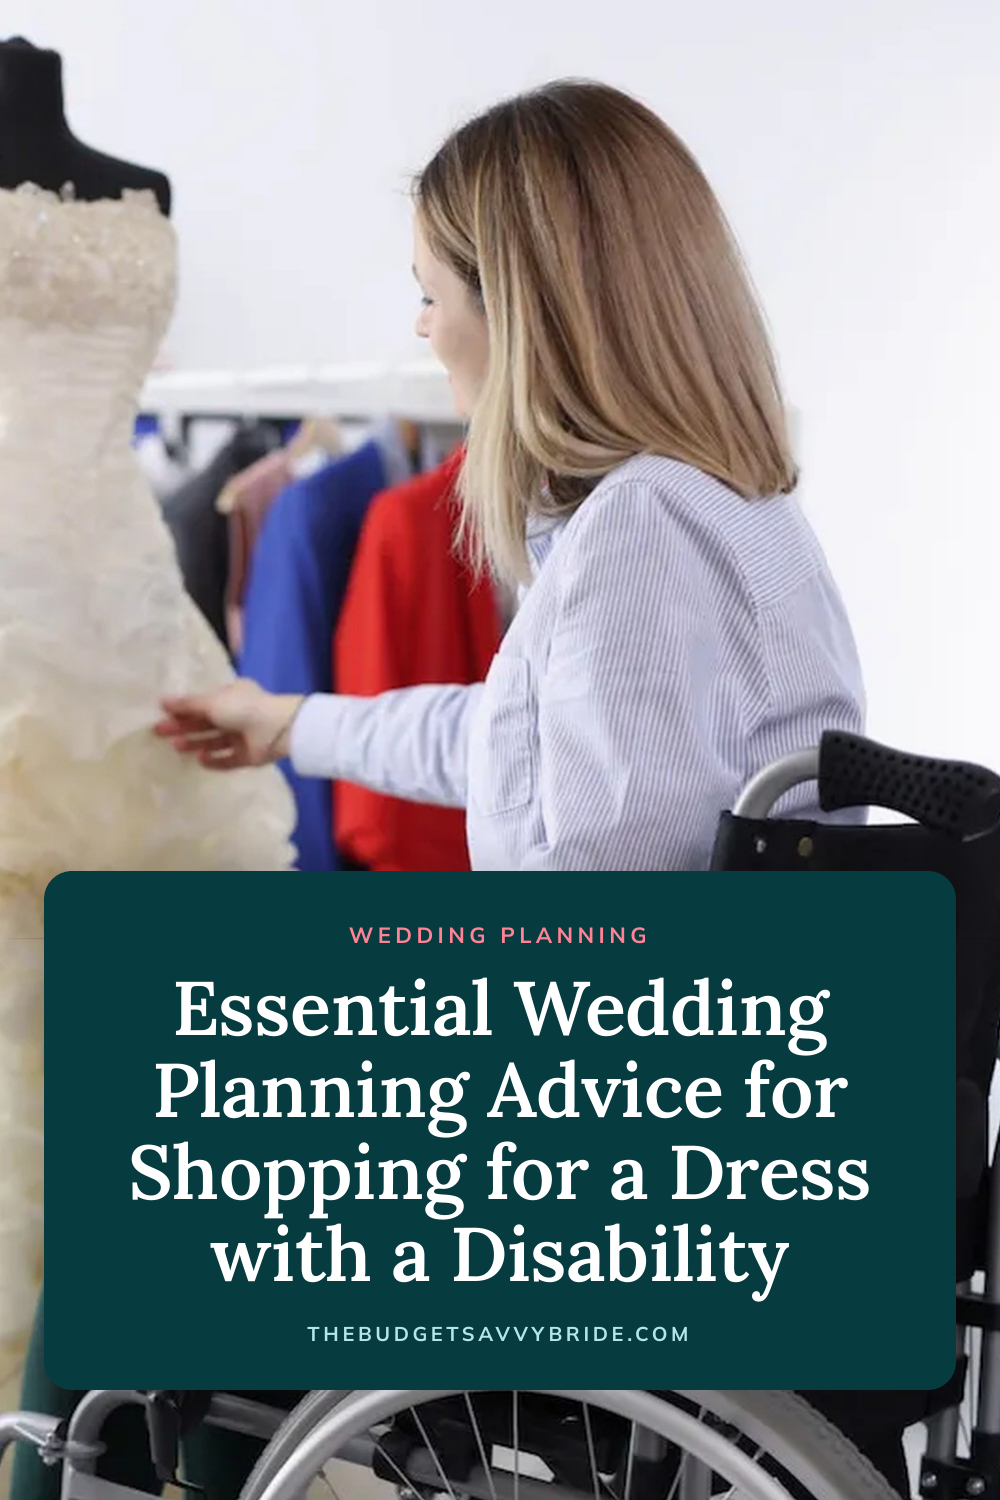 WEDDING PLANNING
Essential Wedding
Planning Advice for
Shopping for a Dress
with a Disability
THEBUDGETSAVVYBRIDE.COM